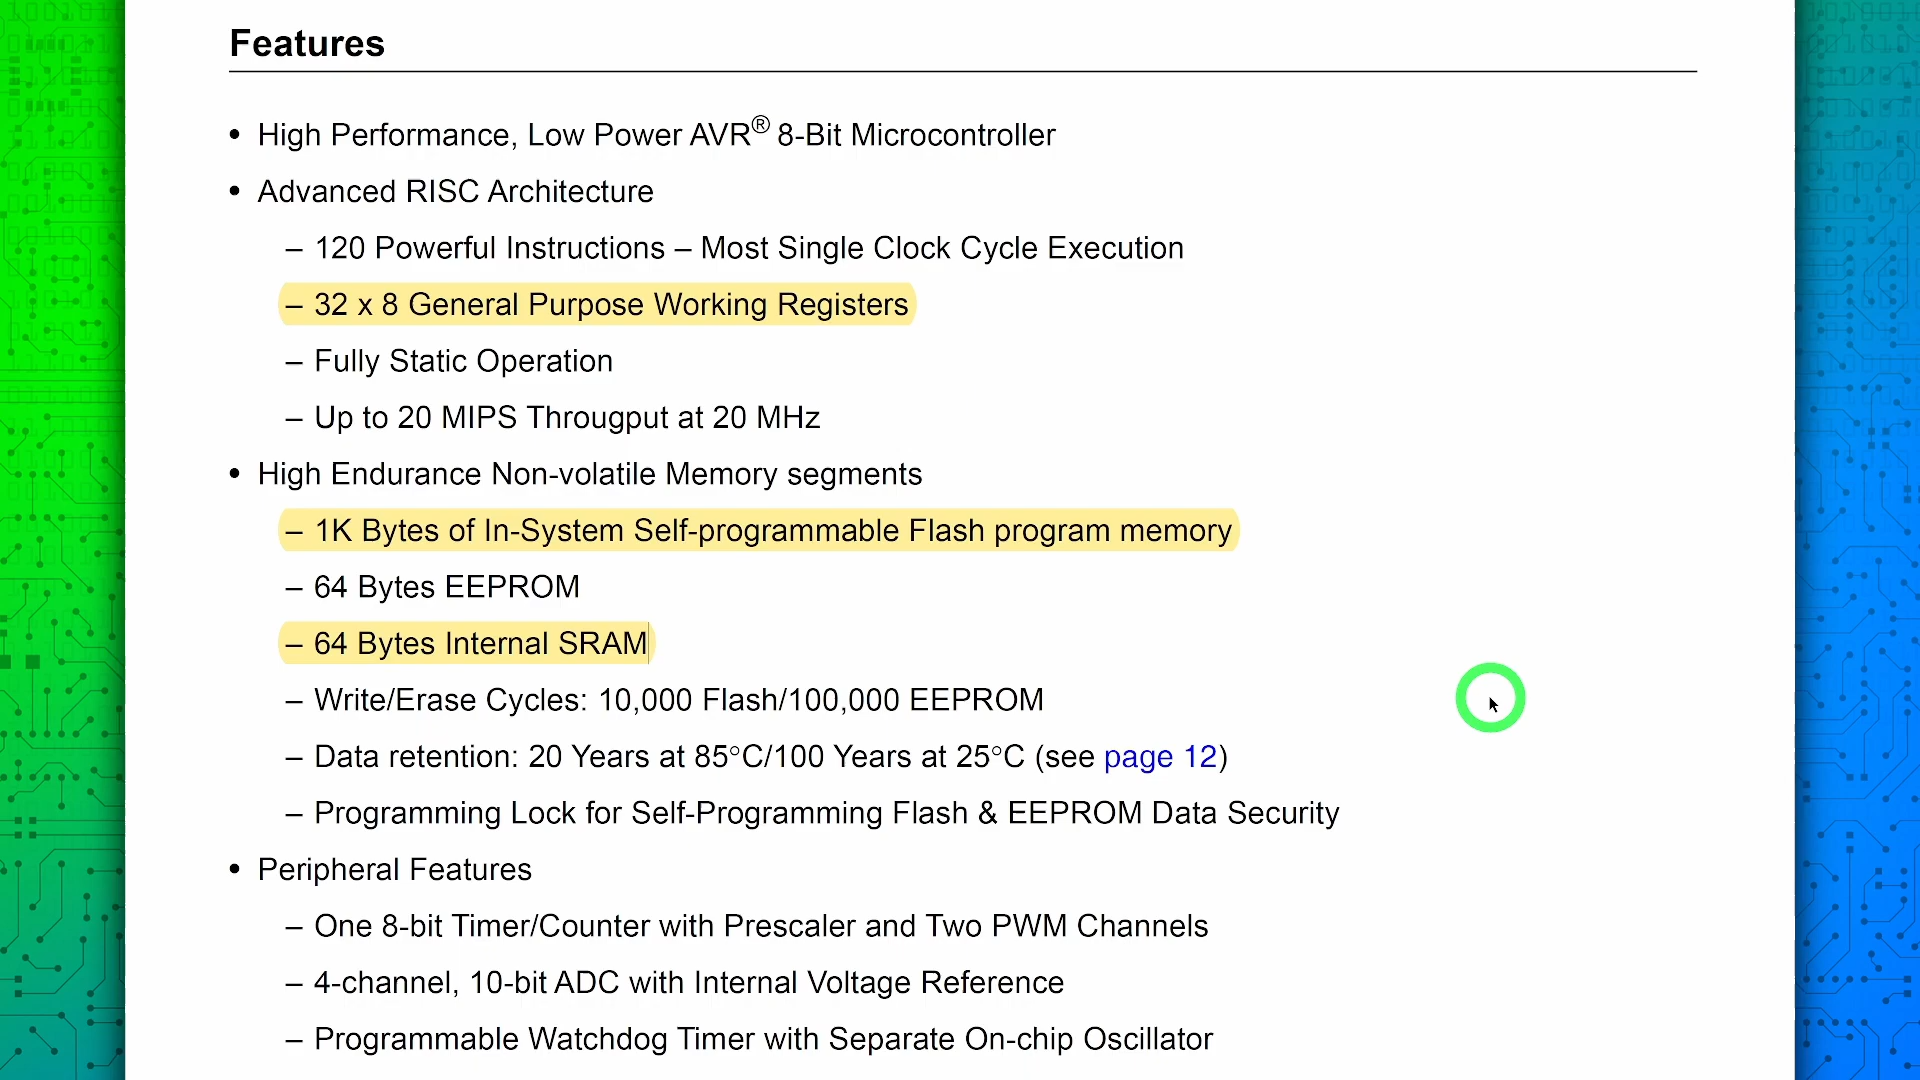 Features
• High Performance, Low Power AVR® 8-Bit Microcontroller
• Advanced RISC Architecture
– 120 Powerful Instructions – Most Single Clock Cycle Execution
– 32 x 8 General Purpose Working Registers
– Fully Static Operation
– Up to 20 MIPS Througput at 20 MHz
• High Endurance Non-volatile Memory segments
– 1K Bytes of In-System Self-programmable Flash program memory
– 64 Bytes EEPROM
– 64 Bytes Internal SRAM
– Write/Erase Cycles: 10,000 Flash/100,000 EEPROM
– Data retention: 20 Years at 85°C/100 Years at 25°C (see page 12)
– Programming Lock for Self-Programming Flash & EEPROM Data Security
• Peripheral Features
– One 8-bit Timer/Counter with Prescaler and Two PWM Channels
– 4-channel, 10-bit ADC with Internal Voltage Reference
– Programmable Watchdog Timer with Separate On-chip Oscillator